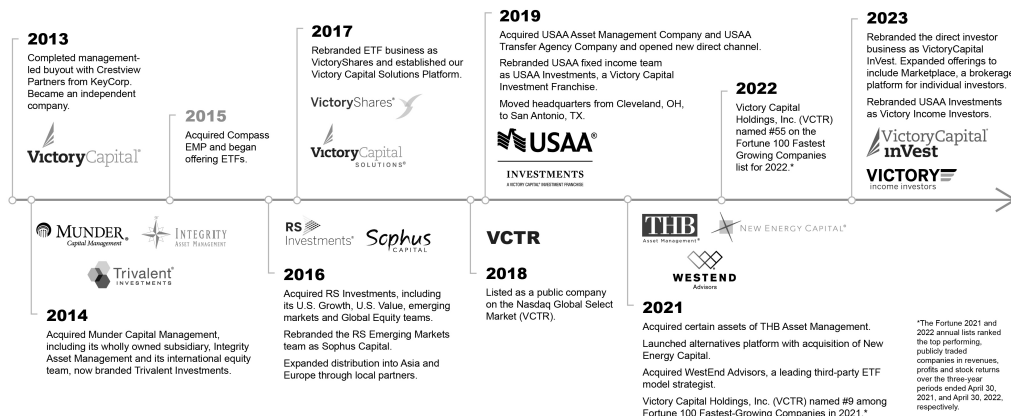 2013
Completed management-
led buyout with Crestview
Partners from KeyCorp.
Became an independent
company.
VictoryCapital®
2015
Acquired Compass
EMP and began
offering ETFs.
2017
Rebranded ETF business as
VictoryShares and established our
Victory Capital Solutions Platform.
VictoryShares®
VictoryCapital
SOLUTIONS®
2019
Acquired USAA Asset Management Company and USAA
Transfer Agency Company and opened new direct channel.
Rebranded USAA fixed income team
as USAA Investments, a Victory Capital
Investment Franchise.
Moved headquarters from Cleveland, OH,
to San Antonio, TX.
USAA®
INVESTMENTS
A VICTORY CAPITAL® INVESTMENT FRANCHISE
2022
Victory Capital
Holdings, Inc. (VCTR)
named #55 on the
Fortune 100 Fastest
Growing Companies
list for 2022.*
2023
Rebranded the direct investor
business as VictoryCapital
InVest. Expanded offerings to
include Marketplace, a brokerage
platform for individual investors.
Rebranded USAA Investments
as Victory Income Investors.
VictoryCapital
inVest
VICTORY
income investors
MUNDER®
Capital Management
INTEGRITY
ASSET MANAGEMENT
Trivalent®
INVESTMENTS
2014
Acquired Munder Capital Management,
including its wholly owned subsidiary, Integrity
Asset Management and its international equity
team, now branded Trivalent Investments.
RS
Investments®
Sophus
CAPITAL
2016
Acquired RS Investments, including
its U.S. Growth, U.S. Value, emerging
markets and Global Equity teams.
Rebranded the RS Emerging Markets
team as Sophus Capital.
Expanded distribution into Asia and
Europe through local partners.
VCTR
2018
Listed as a public company
on the Nasdaq Global Select
Market (VCTR).
THB
Asset Management®
NEW ENERGY CAPITAL®
WESTEND
Advisors
2021
Acquired certain assets of THB Asset Management.
Launched alternatives platform with acquisition of New
Energy Capital.
Acquired WestEnd Advisors, a leading third-party ETF
model strategist.
Victory Capital Holdings, Inc. (VCTR) named #9 among
Fortune 100 Fastest-Growing Companies in 2021.*
*The Fortune 2021 and
2022 annual lists ranked
the top performing,
publicly traded
companies in revenues,
profits and stock returns
over the three-year
periods ended April 30,
2021, and April 30, 2022,
respectively.